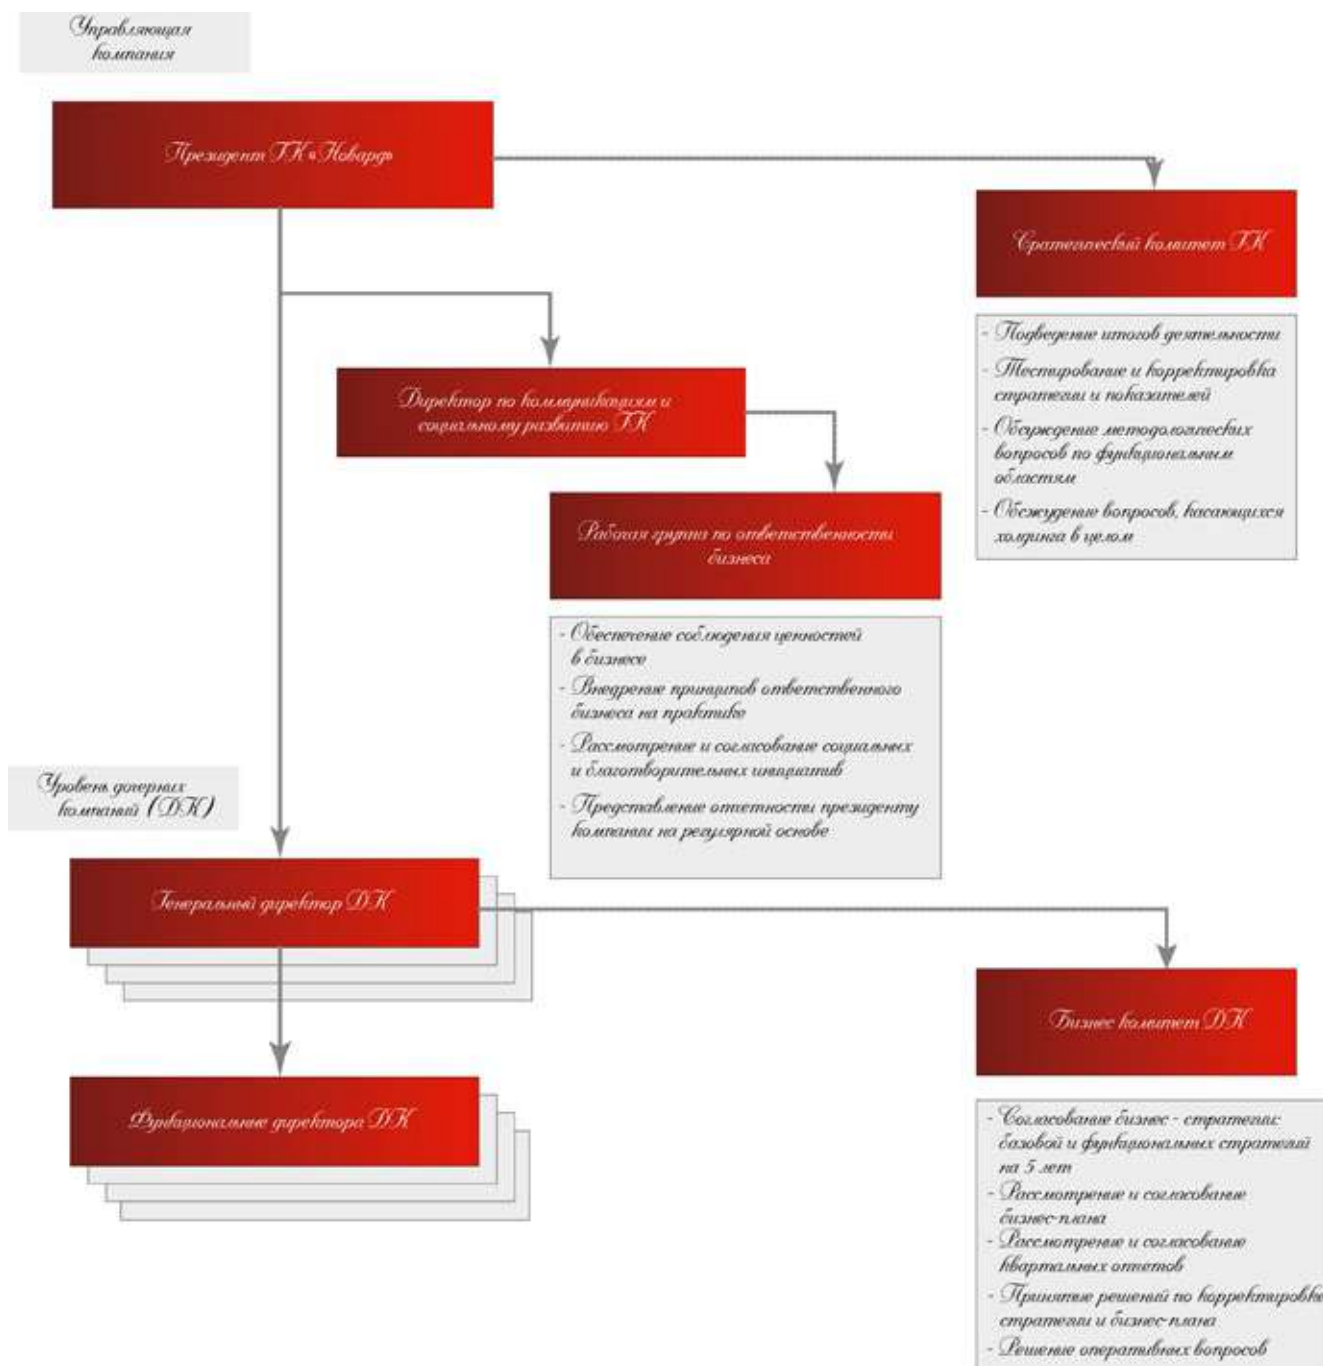 Управляющая
компания
Президент ГК «Новард»
Сратегический комитет ГК
- Подведение итогов деятельности
- Тестирование и корректировка
стратегии и показателей
- Обсуждение методологических
вопросов по функциональным
областям
- Обсжудение вопросов, касающихся
холдинга в целом
Директор по коммуникациям и
социальному развитию ГК
Рабочая группа по ответственности
бизнеса
- Обеспечение соблюдения ценностей
в бизнесе
- Внедрение принципов ответственного
бизнеса на практике
- Рассмотрение и согласование социальных
и благотворительных инициатив
- Представление отчетности президенту
компании на регулярной основе
Уровень дочерних
компаний (ДК)
Генеральный директор ДК
Функциональные директора ДК
Бизнес комитет ДК
- Согласование бизнес - стратегии:
базовой и функциональных стратегий
на 5 лет
- Рассмотрение и согласование
бизнес-плана
- Рассмотрение и согласование
квартальных отчетов
- Принятие решений по корректировке
стратегии и бизнес-плана
- Решение оперативных вопросов